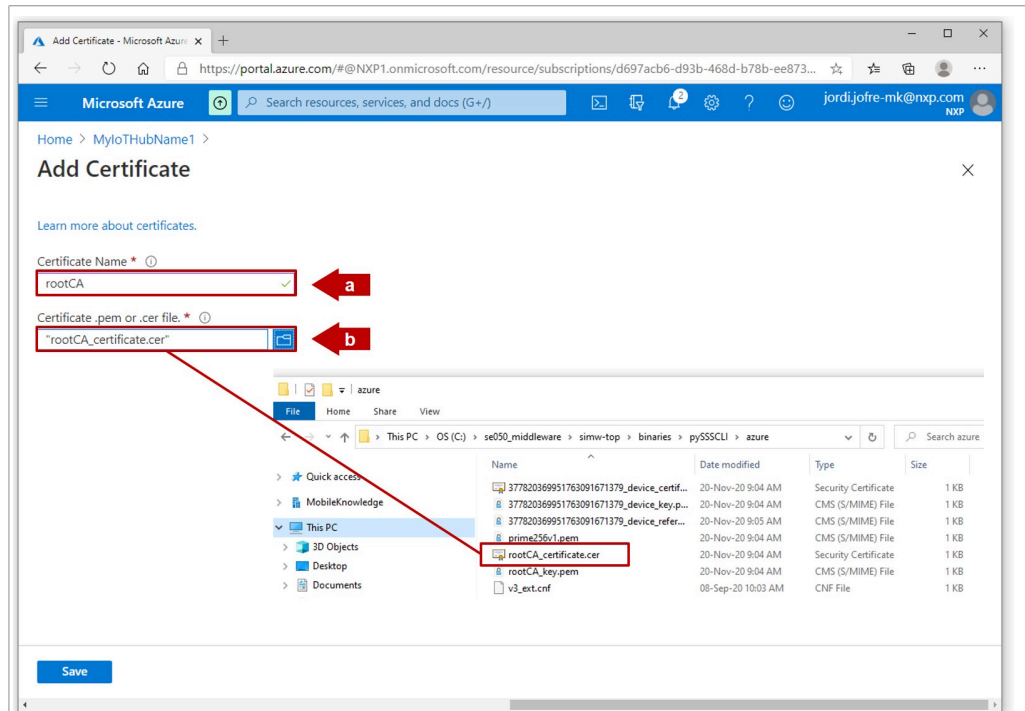 Add Certificate - Microsoft Azure
https://portal.azure.com/#@NXP1.onmicrosoft.com/resource/subscriptions/d697acb6-d93b-468d-b78b-ee873...
Microsoft Azure
Search resources, services, and docs (G+/)
2
jordi.jofre-mk@nxp.com
NXP
Home > MyIoTHubName1 >
Add Certificate
Learn more about certificates.
Certificate Name *
rootCA
a
Certificate .pem or .cer file. *
"rootCA_certificate.cer"
b
azure
File Home Share View
This PC > OS (C:) > se050_middleware > simw-top > binaries > pySSSCLI > azure
Search azure
Name Date modified Type Size
Quick access
MobileKnowledge
This PC
3D Objects
Desktop
Documents
377820369951763091671379_device_certif... 20-Nov-20 9:04 AM Security Certificate 1 KB
377820369951763091671379_device_key.p... 20-Nov-20 9:04 AM CMS (S/MIME) File 1 KB
377820369951763091671379_device_refer... 20-Nov-20 9:05 AM CMS (S/MIME) File 1 KB
prime256v1.pem 20-Nov-20 9:04 AM CMS (S/MIME) File 1 KB
rootCA_certificate.cer 20-Nov-20 9:04 AM Security Certificate 1 KB
rootCA_key.pem 20-Nov-20 9:04 AM CMS (S/MIME) File 1 KB
v3_ext.cnf 08-Sep-20 10:03 AM CNF File 1 KB
Save